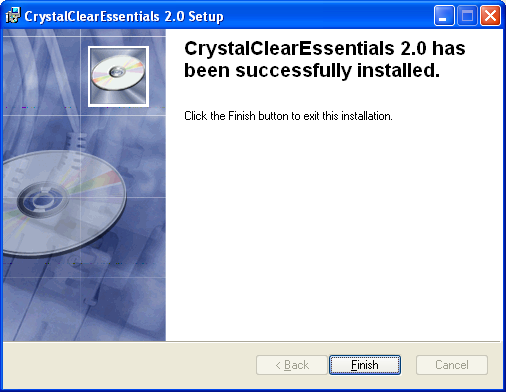 CrystalClearEssentials 2.0 Setup
CrystalClearEssentials 2.0 has
been successfully installed.
Click the Finish button to exit this installation.
< Back
Finish
Cancel